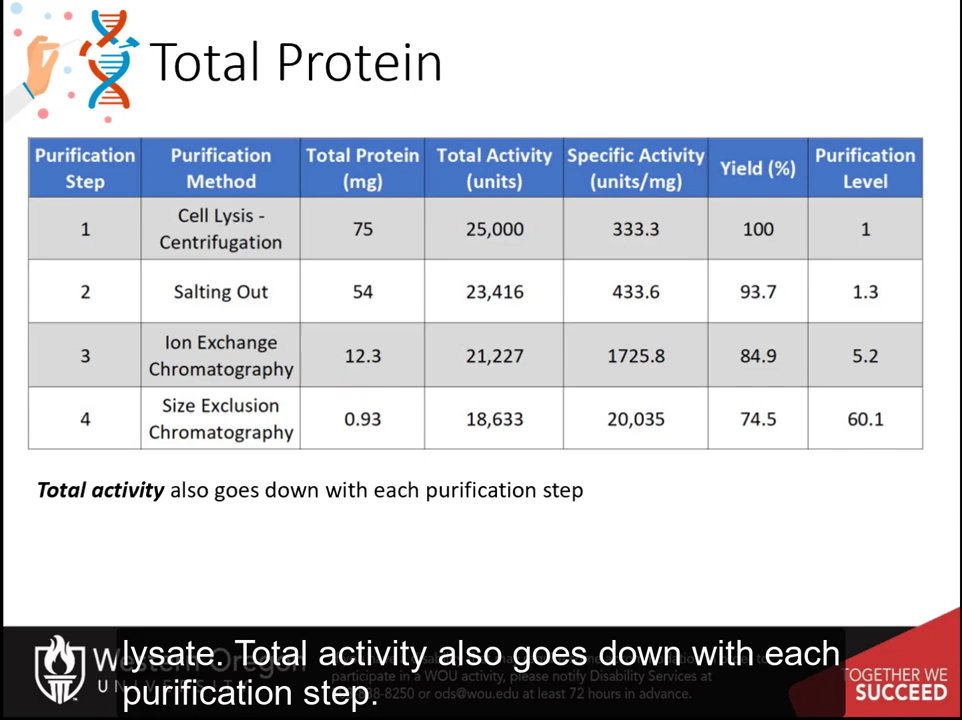 Total Protein
Purification Step | Purification Method | Total Protein (mg) | Total Activity (units) | Specific Activity (units/mg) | Yield (%) | Purification Level
1 | Cell Lysis - Centrifugation | 75 | 25,000 | 333.3 | 100 | 1
2 | Salting Out | 54 | 23,416 | 433.6 | 93.7 | 1.3
3 | Ion Exchange Chromatography | 12.3 | 21,227 | 1725.8 | 84.9 | 5.2
4 | Size Exclusion Chromatography | 0.93 | 18,633 | 20,035 | 74.5 | 60.1
Total activity also goes down with each purification step
lysate. Total activity also goes down with each
purification step.
participate in a WOU activity, please notify Disability Services at
8250 or ods@wou.edu at least 72 hours in advance.
TOGETHER WE
SUCCEED